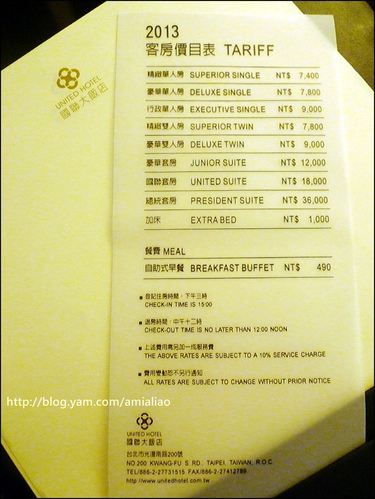 UNITED HOTEL
國聯大飯店
2013
客房價目表 TARIFF
精緻單人房 SUPERIOR SINGLE NT$ 7,400
豪華單人房 DELUXE SINGLE NT$ 7,800
行政單人房 EXECUTIVE SINGLE NT$ 9,000
精緻雙人房 SUPERIOR TWIN NT$ 7,800
豪華雙人房 DELUXE TWIN NT$ 9,000
豪華套房 JUNIOR SUITE NT$ 12,000
國聯套房 UNITED SUITE NT$ 18,000
總統套房 PRESIDENT SUITE NT$ 36,000
加床 EXTRA BED NT$ 1,000
餐費 MEAL
自助式早餐 BREAKFAST BUFFET NT$ 490
登記住房時間：下午三時
CHECK-IN TIME IS 15:00
退房時間：中午十二時
CHECK-OUT TIME IS NO LATER THAN 12:00 NOON
上述費用需另加一成服務費
THE ABOVE RATES ARE SUBJECT TO A 10% SERVICE CHARGE
費用變動恕不另行通知
ALL RATES ARE SUBJECT TO CHANGE WITHOUT PRIOR NOTICE
http://blog.yam.com/amialiao
UNITED HOTEL
國聯大飯店
台北市光復南路200號
NO.200 KWANG-FU S. RD., TAIPEI, TAIWAN, R.O.C.
TEL/886-2-27731515 FAX/886-2-27412789
http://www.unitedhotel.com.tw